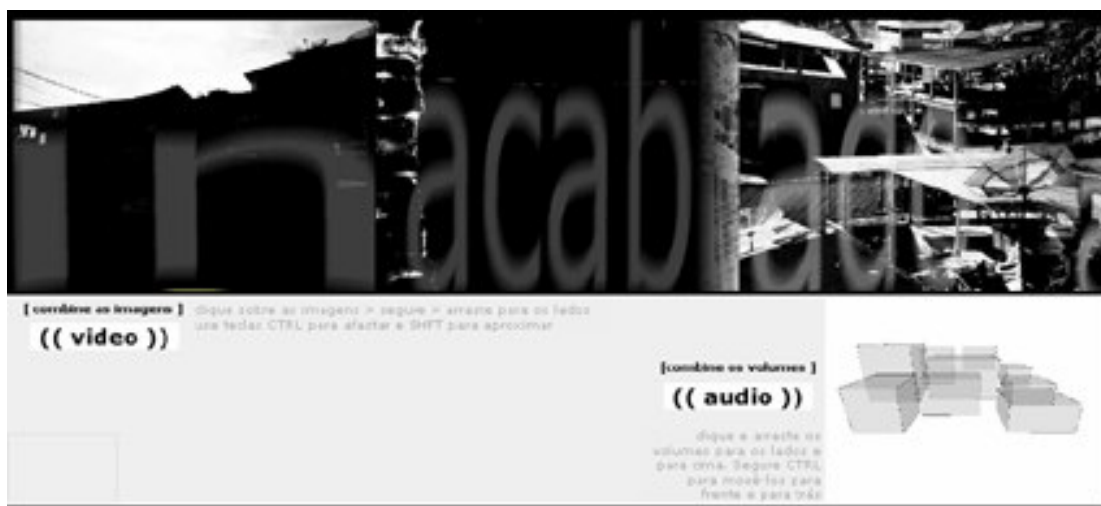 inacabado
[ combine as imagens ]
(( video ))
clique sobre as imagens > segure > arraste para os lados
use teclas CTRL para afastar e SHFT para aproximar
[combine os volumes ]
(( audio ))
clique e arraste os
volumes para os lados e
para cima. Segure CTRL
para movê-los para
frente e para trás